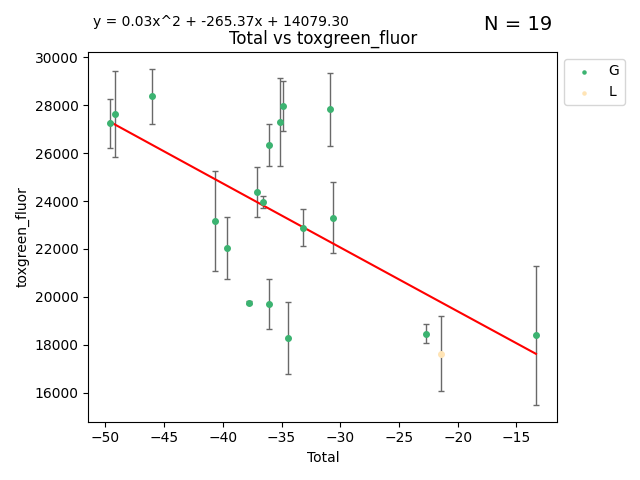 y = 0.03x^2 + -265.37x + 14079.30
N = 19
Total vs toxgreen_fluor
G
L
30000
28000
26000
24000
22000
20000
18000
16000
toxgreen_fluor
−50 −45 −40 −35 −30 −25 −20 −15
Total